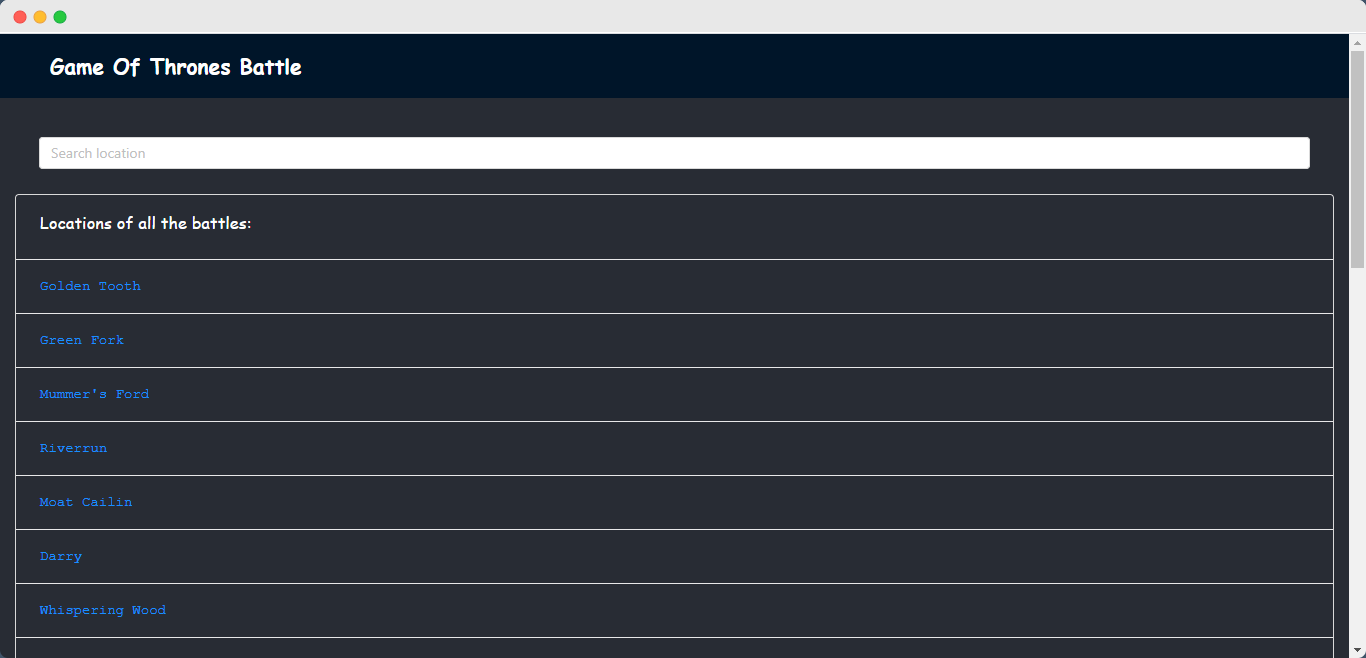 Game Of Thrones Battle
Search location
Locations of all the battles:
Golden Tooth
Green Fork
Mummer's Ford
Riverrun
Moat Cailin
Darry
Whispering Wood